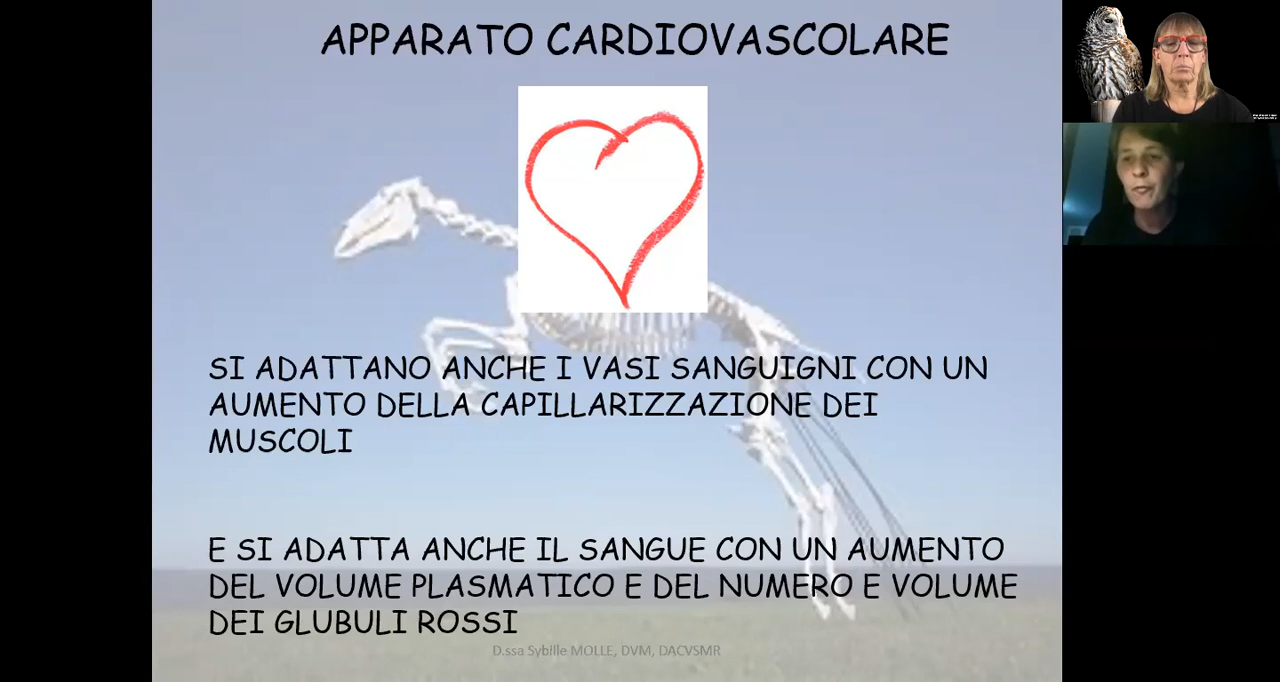 APPARATO CARDIOVASCOLARE
SI ADATTANO ANCHE I VASI SANGUIGNI CON UN
AUMENTO DELLA CAPILLARIZZAZIONE DEI
MUSCOLI
E SI ADATTA ANCHE IL SANGUE CON UN AUMENTO
DEL VOLUME PLASMATICO E DEL NUMERO E VOLUME
DEI GLUBULI ROSSI
D.ssa Sybille MOLLE, DVM, DACVSMR